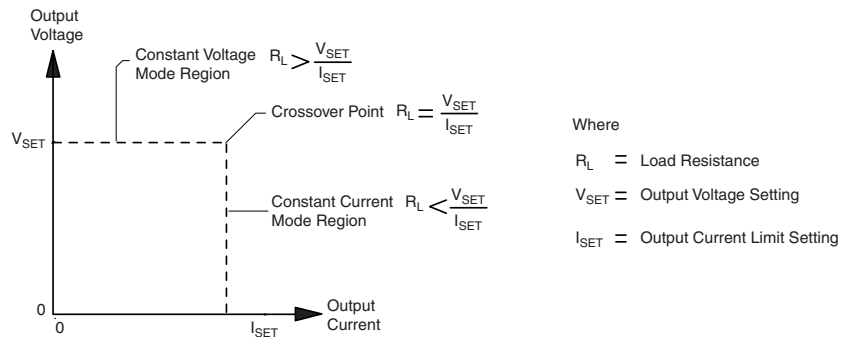 Output
Voltage
Constant Voltage
Mode Region
R_L > V_SET / I_SET
Crossover Point R_L = V_SET / I_SET
V_SET
Constant Current
Mode Region
R_L < V_SET / I_SET
0
0
I_SET
Output
Current
Where
R_L = Load Resistance
V_SET = Output Voltage Setting
I_SET = Output Current Limit Setting